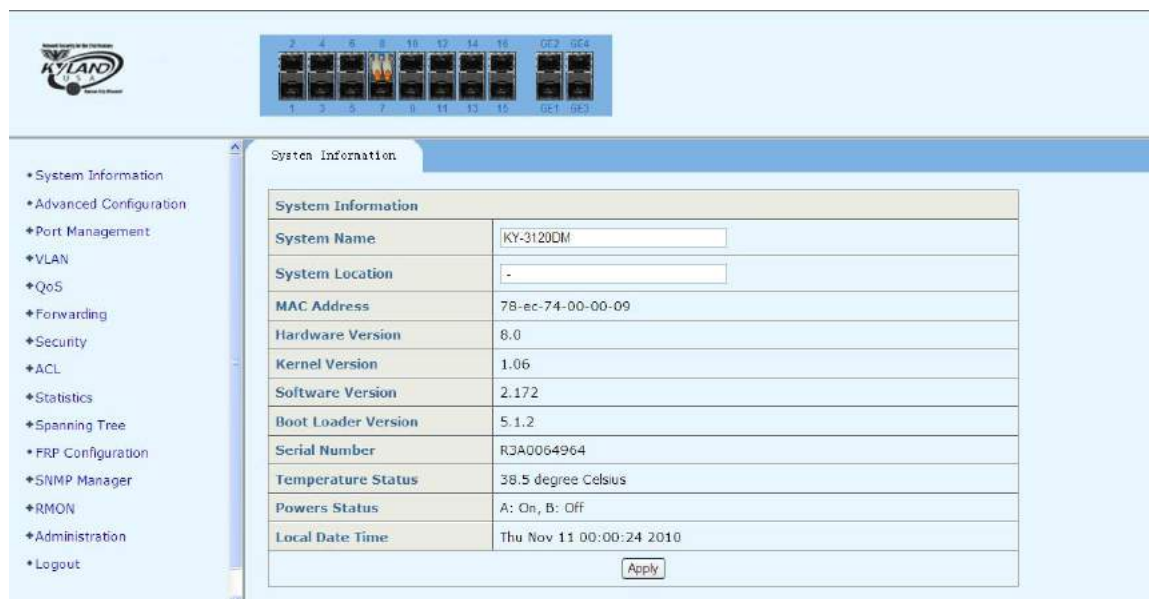 KYLAND
USA
2 4 6 8 10 12 14 16 GE2 GE4
1 3 5 7 9 11 13 15 GE1 GE3
System Information
• System Information
• Advanced Configuration
+Port Management
+VLAN
+QoS
+Forwarding
+Security
+ACL
+Statistics
+Spanning Tree
• FRP Configuration
+SNMP Manager
+RMON
+Administration
• Logout
System Information
System Name KY-3120DM
System Location -
MAC Address 78-ec-74-00-00-09
Hardware Version 8.0
Kernel Version 1.06
Software Version 2.172
Boot Loader Version 5.1.2
Serial Number R3A0064964
Temperature Status 38.5 degree Celsius
Powers Status A: On, B: Off
Local Date Time Thu Nov 11 00:00:24 2010
Apply